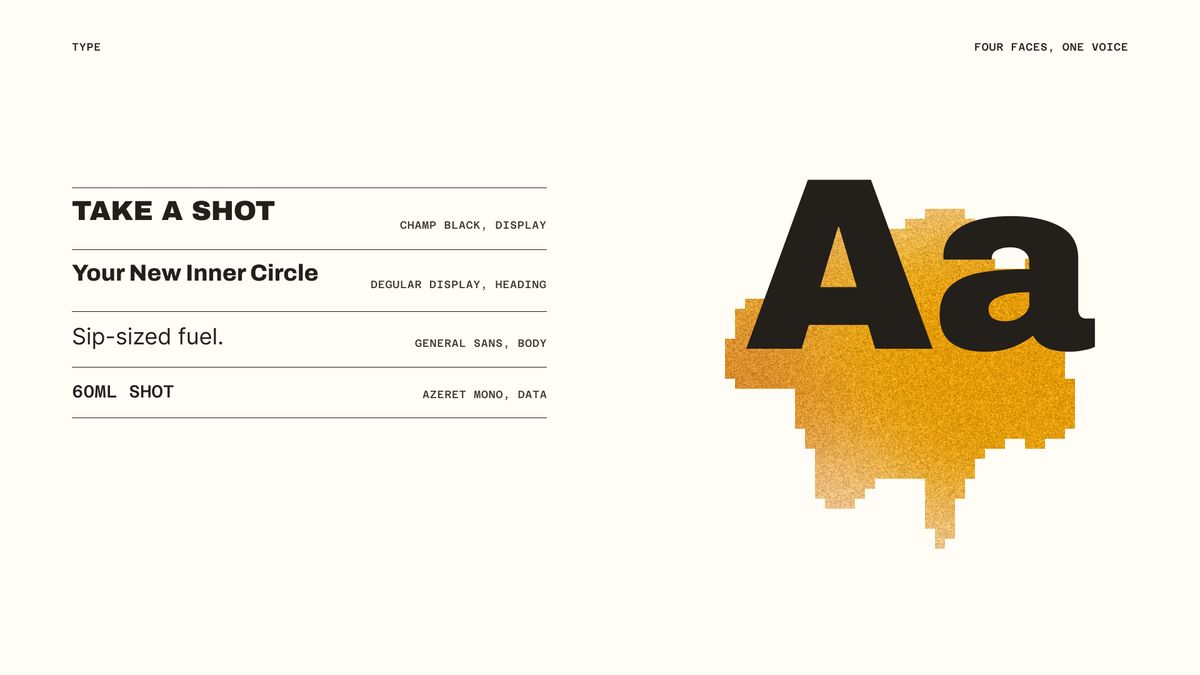 TYPE
FOUR FACES, ONE VOICE
TAKE A SHOT
CHAMP BLACK, DISPLAY
Your New Inner Circle
DEGULAR DISPLAY, HEADING
Sip-sized fuel.
GENERAL SANS, BODY
60ML SHOT
AZERET MONO, DATA
Aa